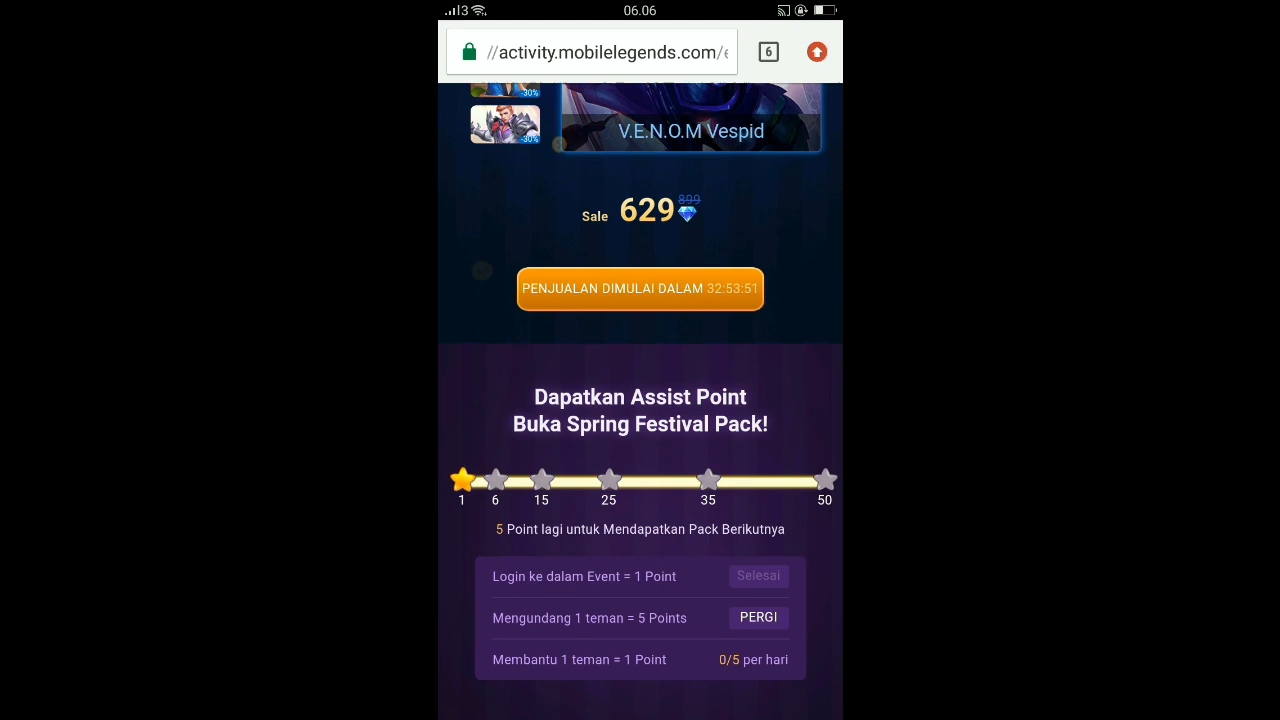 3
06.06
//activity.mobilelegends.com/e
6
-30%
-30%
V.E.N.O.M Vespid
Sale 629 899
PENJUALAN DIMULAI DALAM 32:53:51
Dapatkan Assist Point
Buka Spring Festival Pack!
1 6 15 25 35 50
5 Point lagi untuk Mendapatkan Pack Berikutnya
Login ke dalam Event = 1 Point Selesai
Mengundang 1 teman = 5 Points PERGI
Membantu 1 teman = 1 Point 0/5 per hari